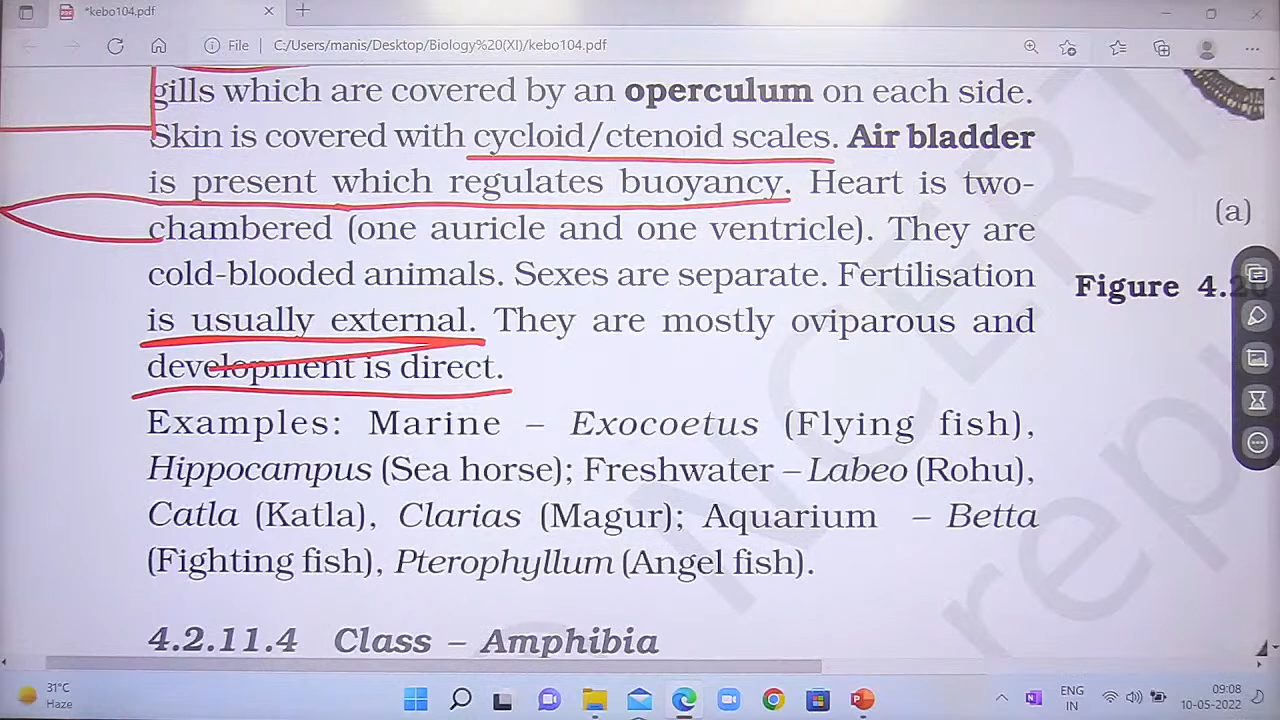 *kebo104.pdf
File
C:/Users/manis/Desktop/Biology%20(XI)/kebo104.pdf
gills which are covered by an operculum on each side.
Skin is covered with cycloid/ctenoid scales. Air bladder
is present which regulates buoyancy. Heart is two-
chambered (one auricle and one ventricle). They are
cold-blooded animals. Sexes are separate. Fertilisation
is usually external. They are mostly oviparous and
development is direct.
Examples: Marine – Exocoetus (Flying fish),
Hippocampus (Sea horse); Freshwater – Labeo (Rohu),
Catla (Katla), Clarias (Magur); Aquarium – Betta
(Fighting fish), Pterophyllum (Angel fish).
4.2.11.4 Class – Amphibia
(a)
Figure 4.2
NCERT
repu
31°C
Haze
ENG
IN
09:08
10-05-2022